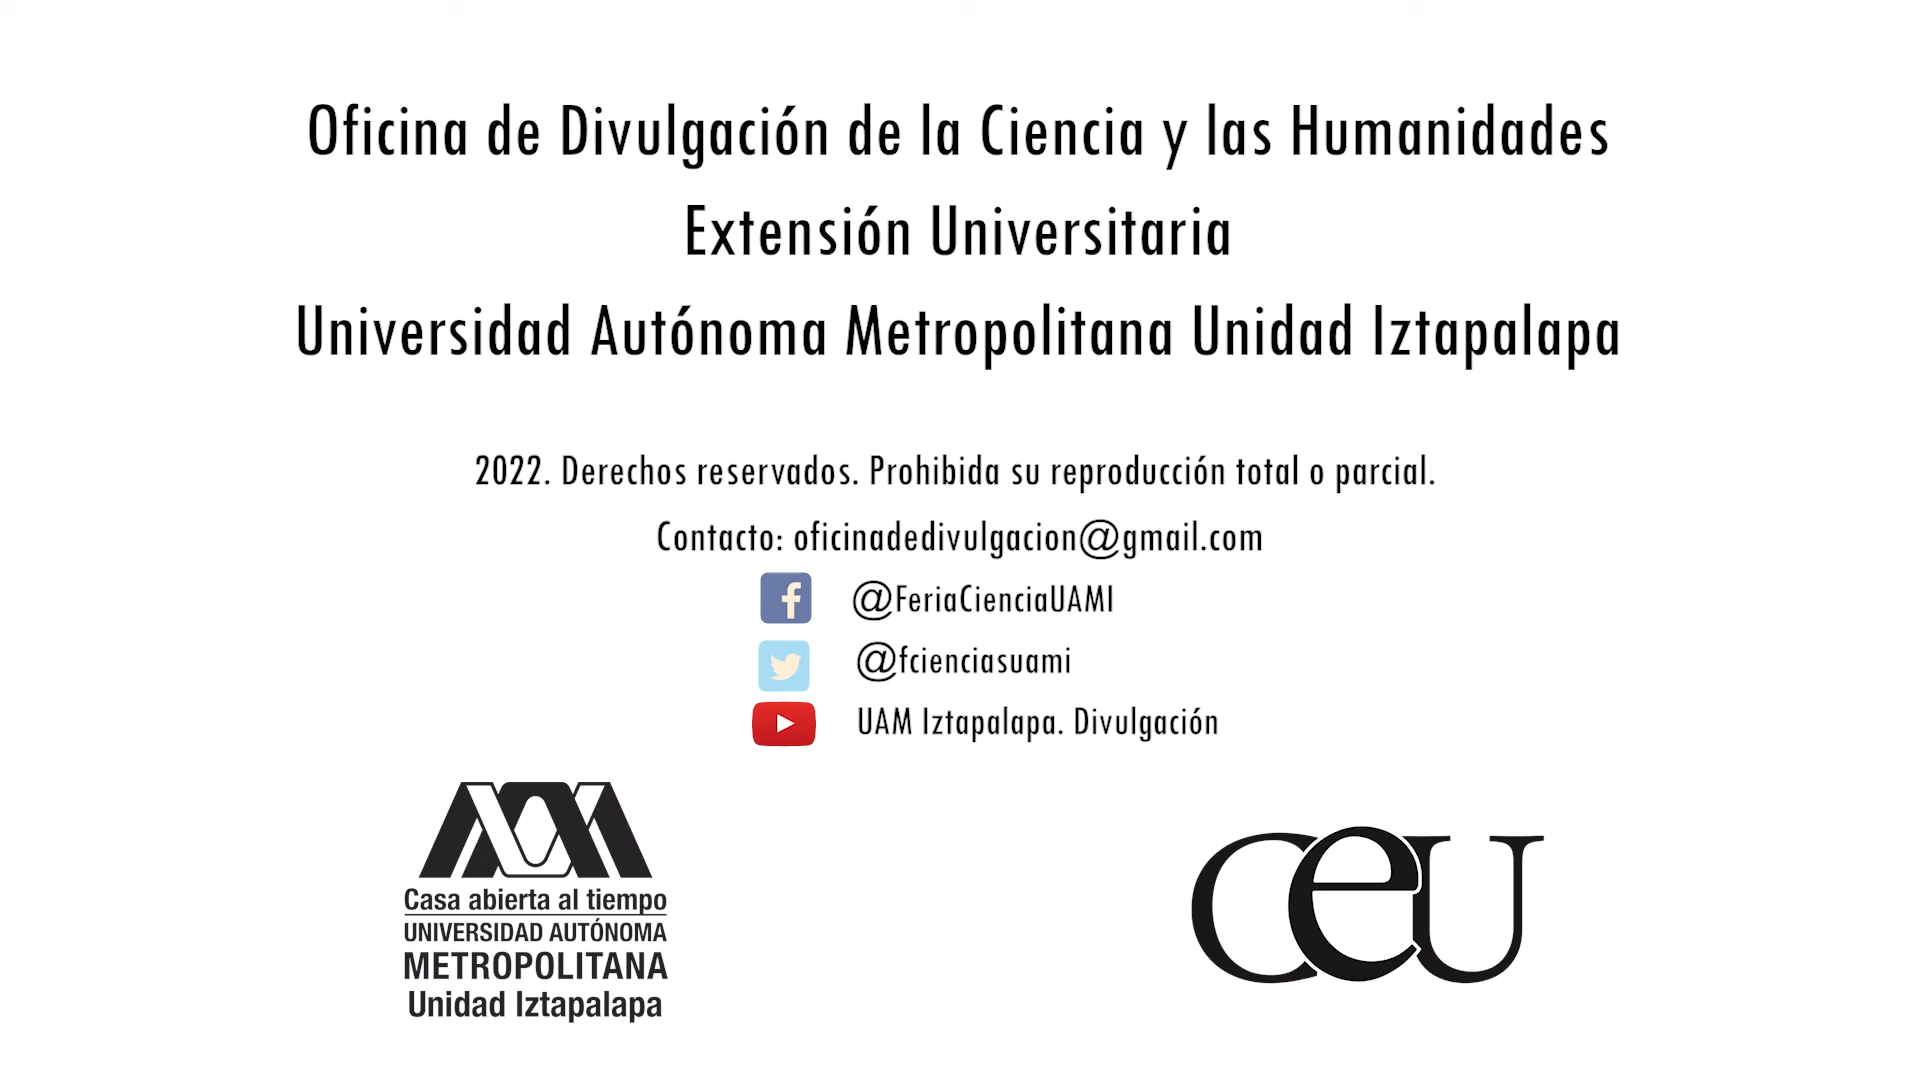 Oficina de Divulgación de la Ciencia y las Humanidades
Extensión Universitaria
Universidad Autónoma Metropolitana Unidad Iztapalapa
2022. Derechos reservados. Prohibida su reproducción total o parcial.
Contacto: oficinadedivulgacion@gmail.com
@FeriaCienciaUAMI
@fcienciasuami
UAM Iztapalapa. Divulgación
Casa abierta al tiempo
UNIVERSIDAD AUTÓNOMA
METROPOLITANA
Unidad Iztapalapa
ceu